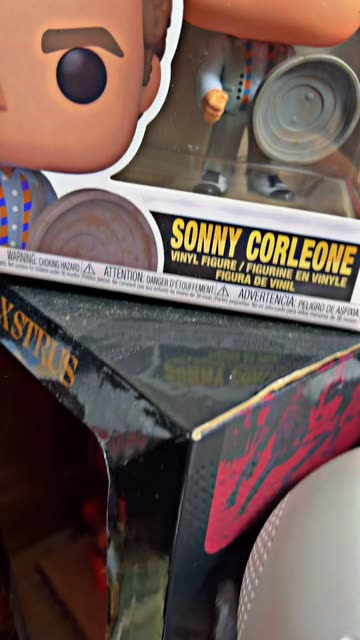 SONNY CORLEONE
VINYL FIGURE / FIGURINE EN VINYLE
FIGURA DE VINIL
WARNING: CHOKING HAZARD
ATTENTION: DANGER D'ÉTOUFFEMENT
ADVERTENCIA: PELIGRO DE ASFIXIA
XSTRUS